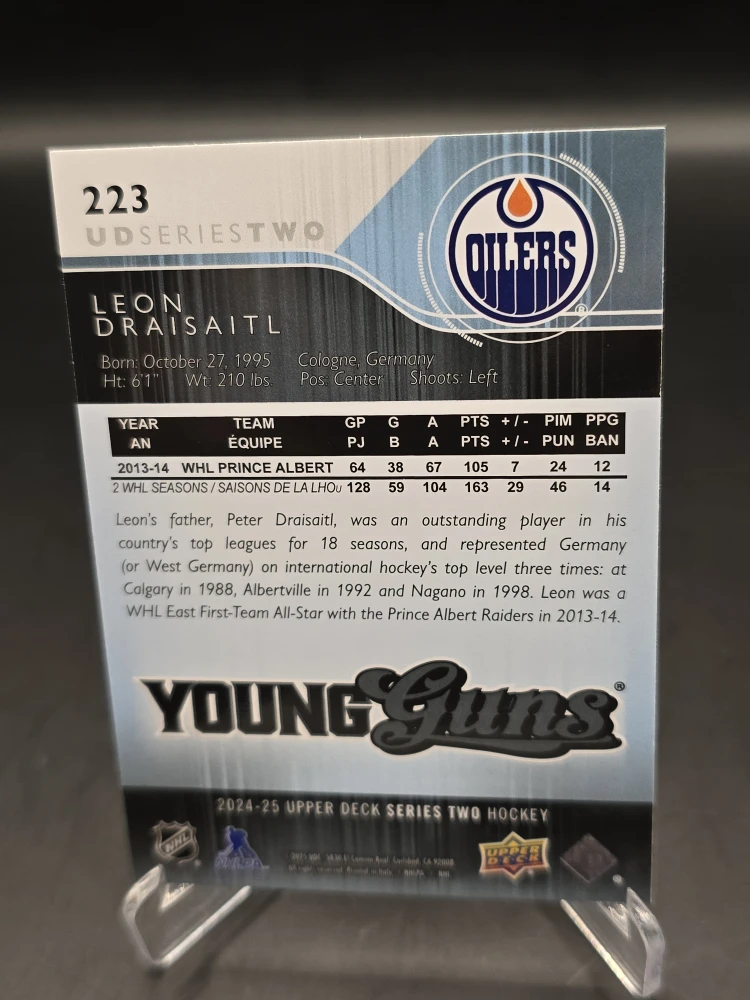 223
UDSERIESTWO
OILERS
®
LEON
DRAISAITL
Born: October 27, 1995 Cologne, Germany
Ht: 6'1" Wt: 210 lbs. Pos: Center Shoots: Left
YEAR TEAM GP G A PTS + / - PIM PPG
AN ÉQUIPE PJ B A PTS + / - PUN BAN
2013-14 WHL PRINCE ALBERT 64 38 67 105 7 24 12
2 WHL SEASONS / SAISONS DE LA LHOu 128 59 104 163 29 46 14
Leon's father, Peter Draisaitl, was an outstanding player in his
country's top leagues for 18 seasons, and represented Germany
(or West Germany) on international hockey's top level three times: at
Calgary in 1988, Albertville in 1992 and Nagano in 1998. Leon was a
WHL East First-Team All-Star with the Prince Albert Raiders in 2013-14.
YOUNG Guns®
2024-25 UPPER DECK SERIES TWO HOCKEY
NHL
UPPER
DECK